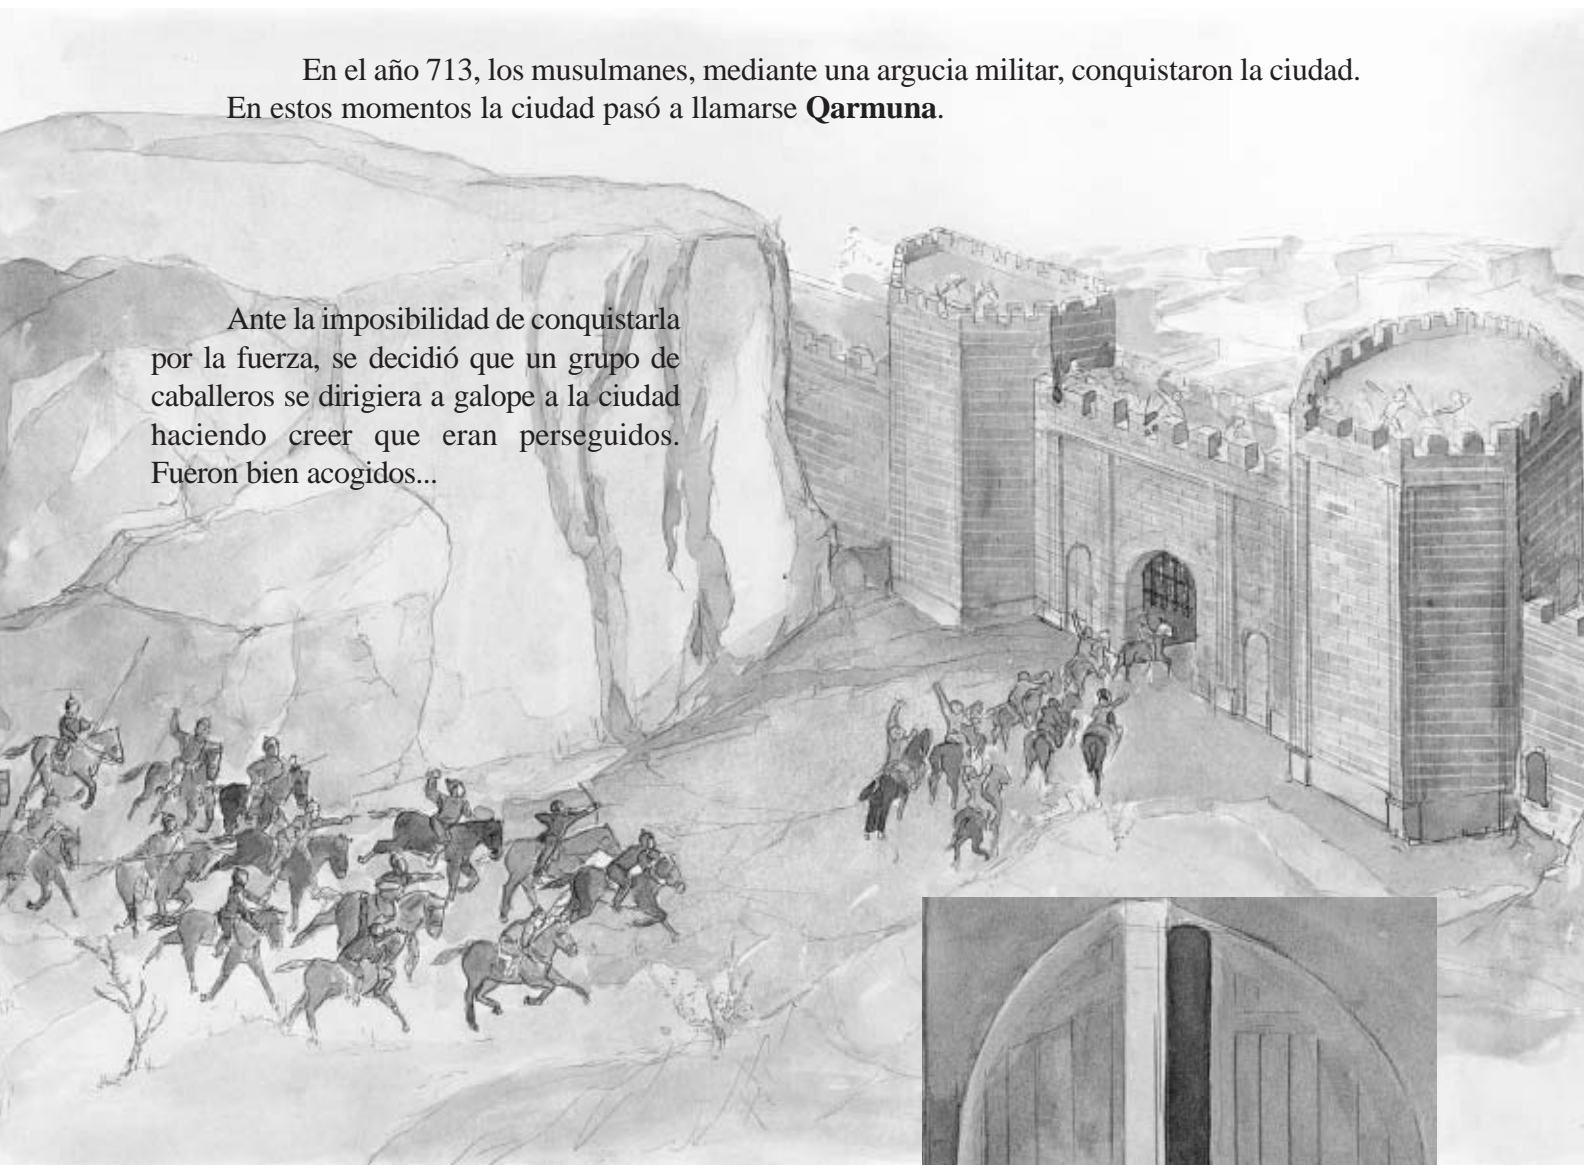 En el año 713, los musulmanes, mediante una argucia militar, conquistaron la ciudad.
En estos momentos la ciudad pasó a llamarse Qarmuna.
Ante la imposibilidad de conquistarla
por la fuerza, se decidió que un grupo de
caballeros se dirigiera a galope a la ciudad
haciendo creer que eran perseguidos.
Fueron bien acogidos...